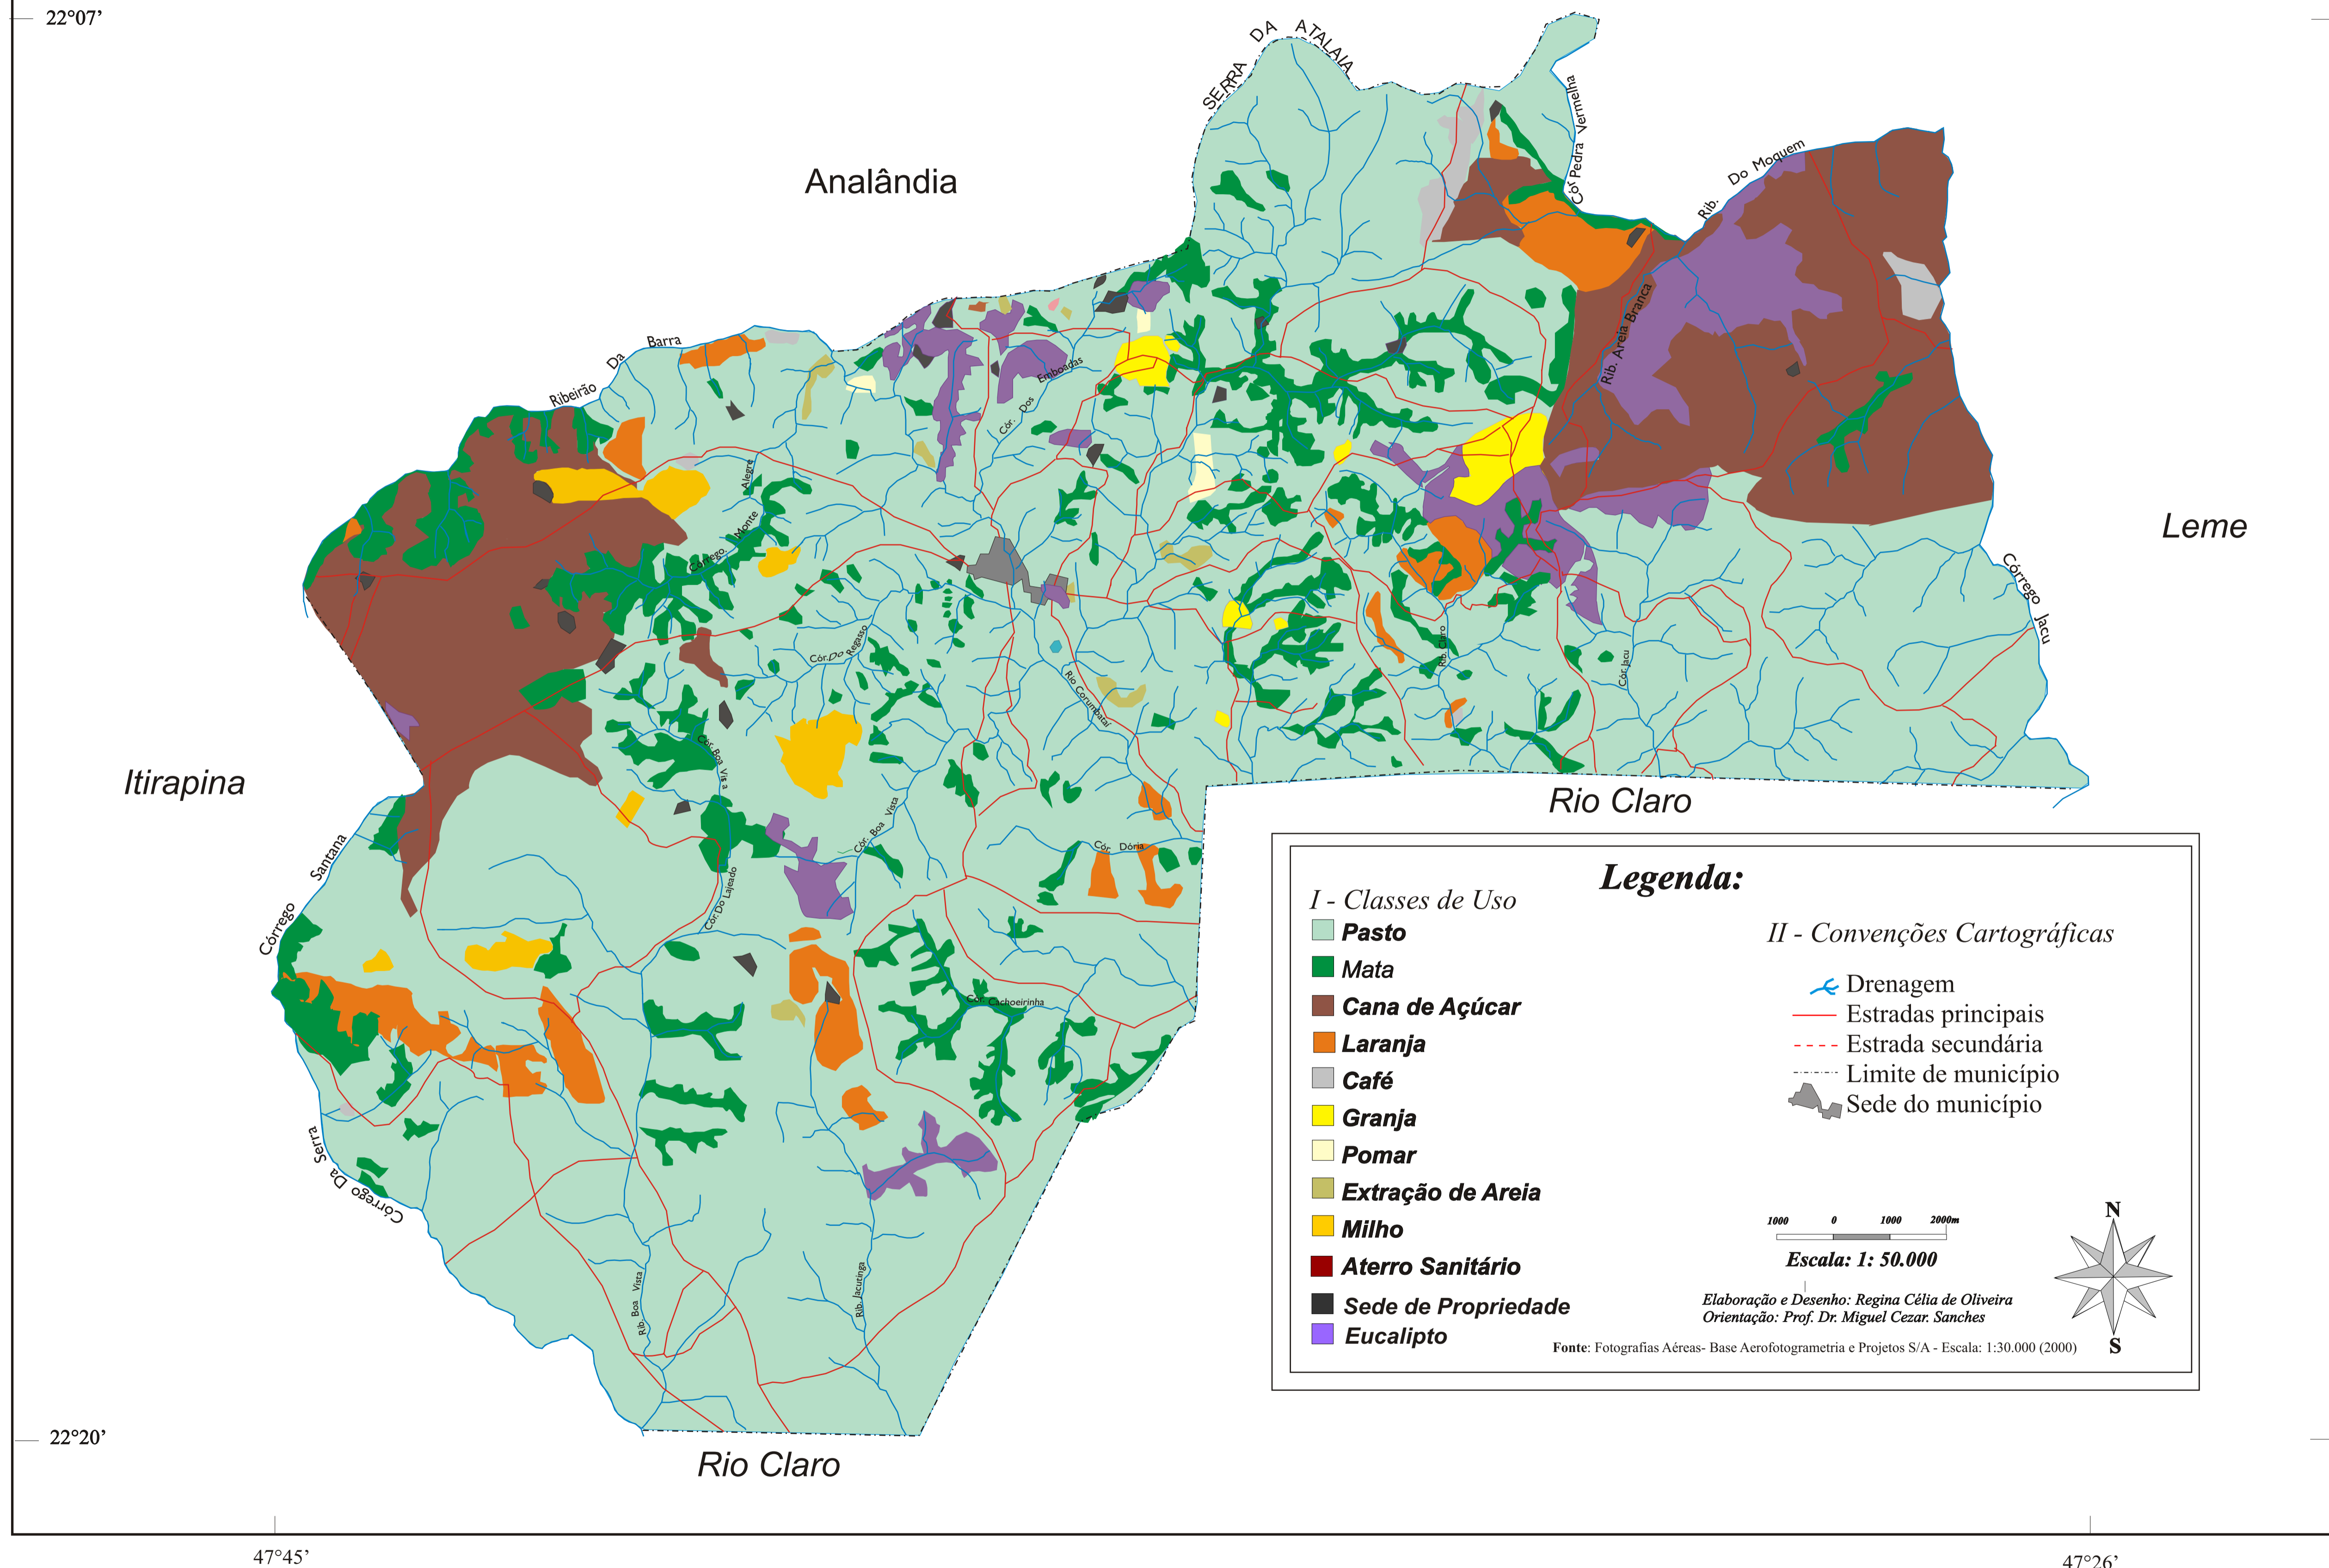 22°07’
SERRA DA ATALAIA
Cór. Pedra Vermelha
Rib. Do Moquem
Analândia
Ribeirão Da Barra
Rib. Areia Branca
Cór. Dos Emboadas
Alegre
Córrego. Monte
Leme
Córrego Jacu
Cór. Do Regasso
Rib. Claro
Cór. Jacu
Rio Corumbataí
Itirapina
Cór. Boa Vis a
Rio Claro
Córrego Santana
Cór. Boa Vista
Cór. Dória
Cór. Do Lajeado
Cór. Cachoeirinha
Córrego Da Serra
Rib. Boa Vista
Rib. Jacutinga
Legenda:
I - Classes de Uso
Pasto
Mata
Cana de Açúcar
Laranja
Café
Granja
Pomar
Extração de Areia
Milho
Aterro Sanitário
Sede de Propriedade
Eucalipto
II - Convenções Cartográficas
Drenagem
Estradas principais
Estrada secundária
Limite de município
Sede do município
N
S
1000 0 1000 2000m
Escala: 1: 50.000
Elaboração e Desenho: Regina Célia de Oliveira
Orientação: Prof. Dr. Miguel Cezar. Sanches
Fonte: Fotografias Aéreas- Base Aerofotogrametria e Projetos S/A - Escala: 1:30.000 (2000)
22°20’
Rio Claro
47°45’
47°26’